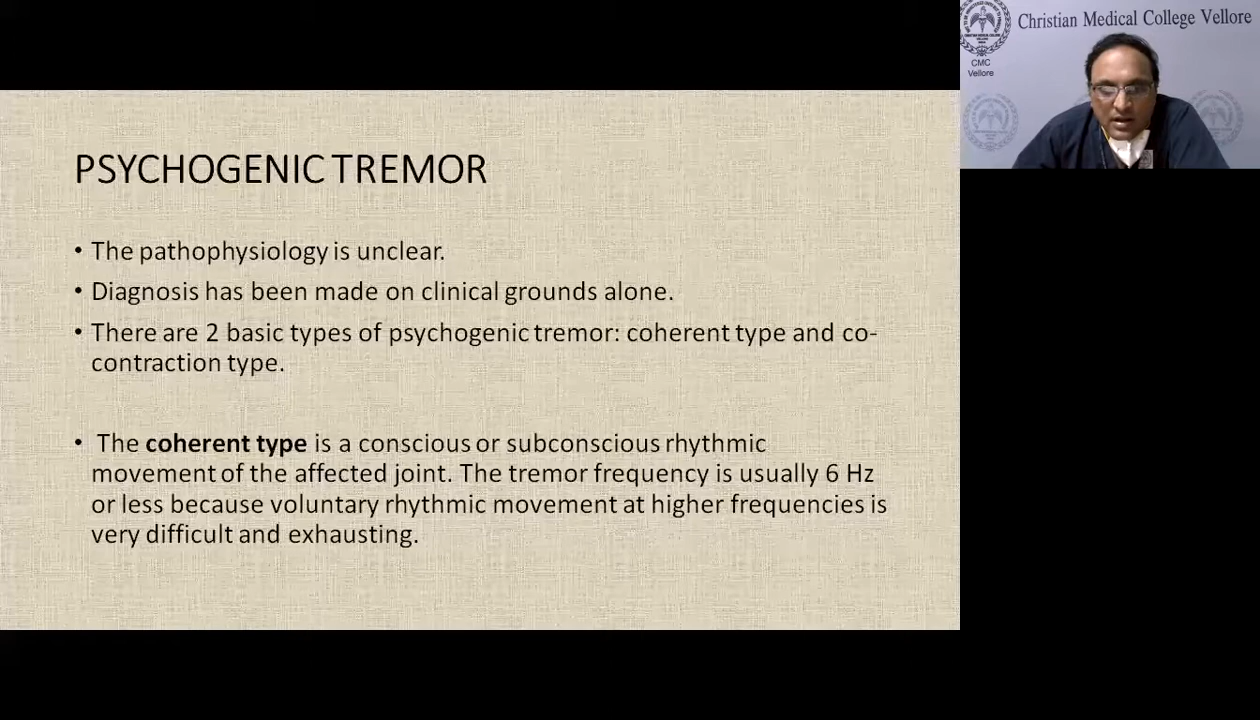 Christian Medical College Vellore
CMC
Vellore
PSYCHOGENIC TREMOR
• The pathophysiology is unclear.
• Diagnosis has been made on clinical grounds alone.
• There are 2 basic types of psychogenic tremor: coherent type and co-
contraction type.
• The coherent type is a conscious or subconscious rhythmic
movement of the affected joint. The tremor frequency is usually 6 Hz
or less because voluntary rhythmic movement at higher frequencies is
very difficult and exhausting.